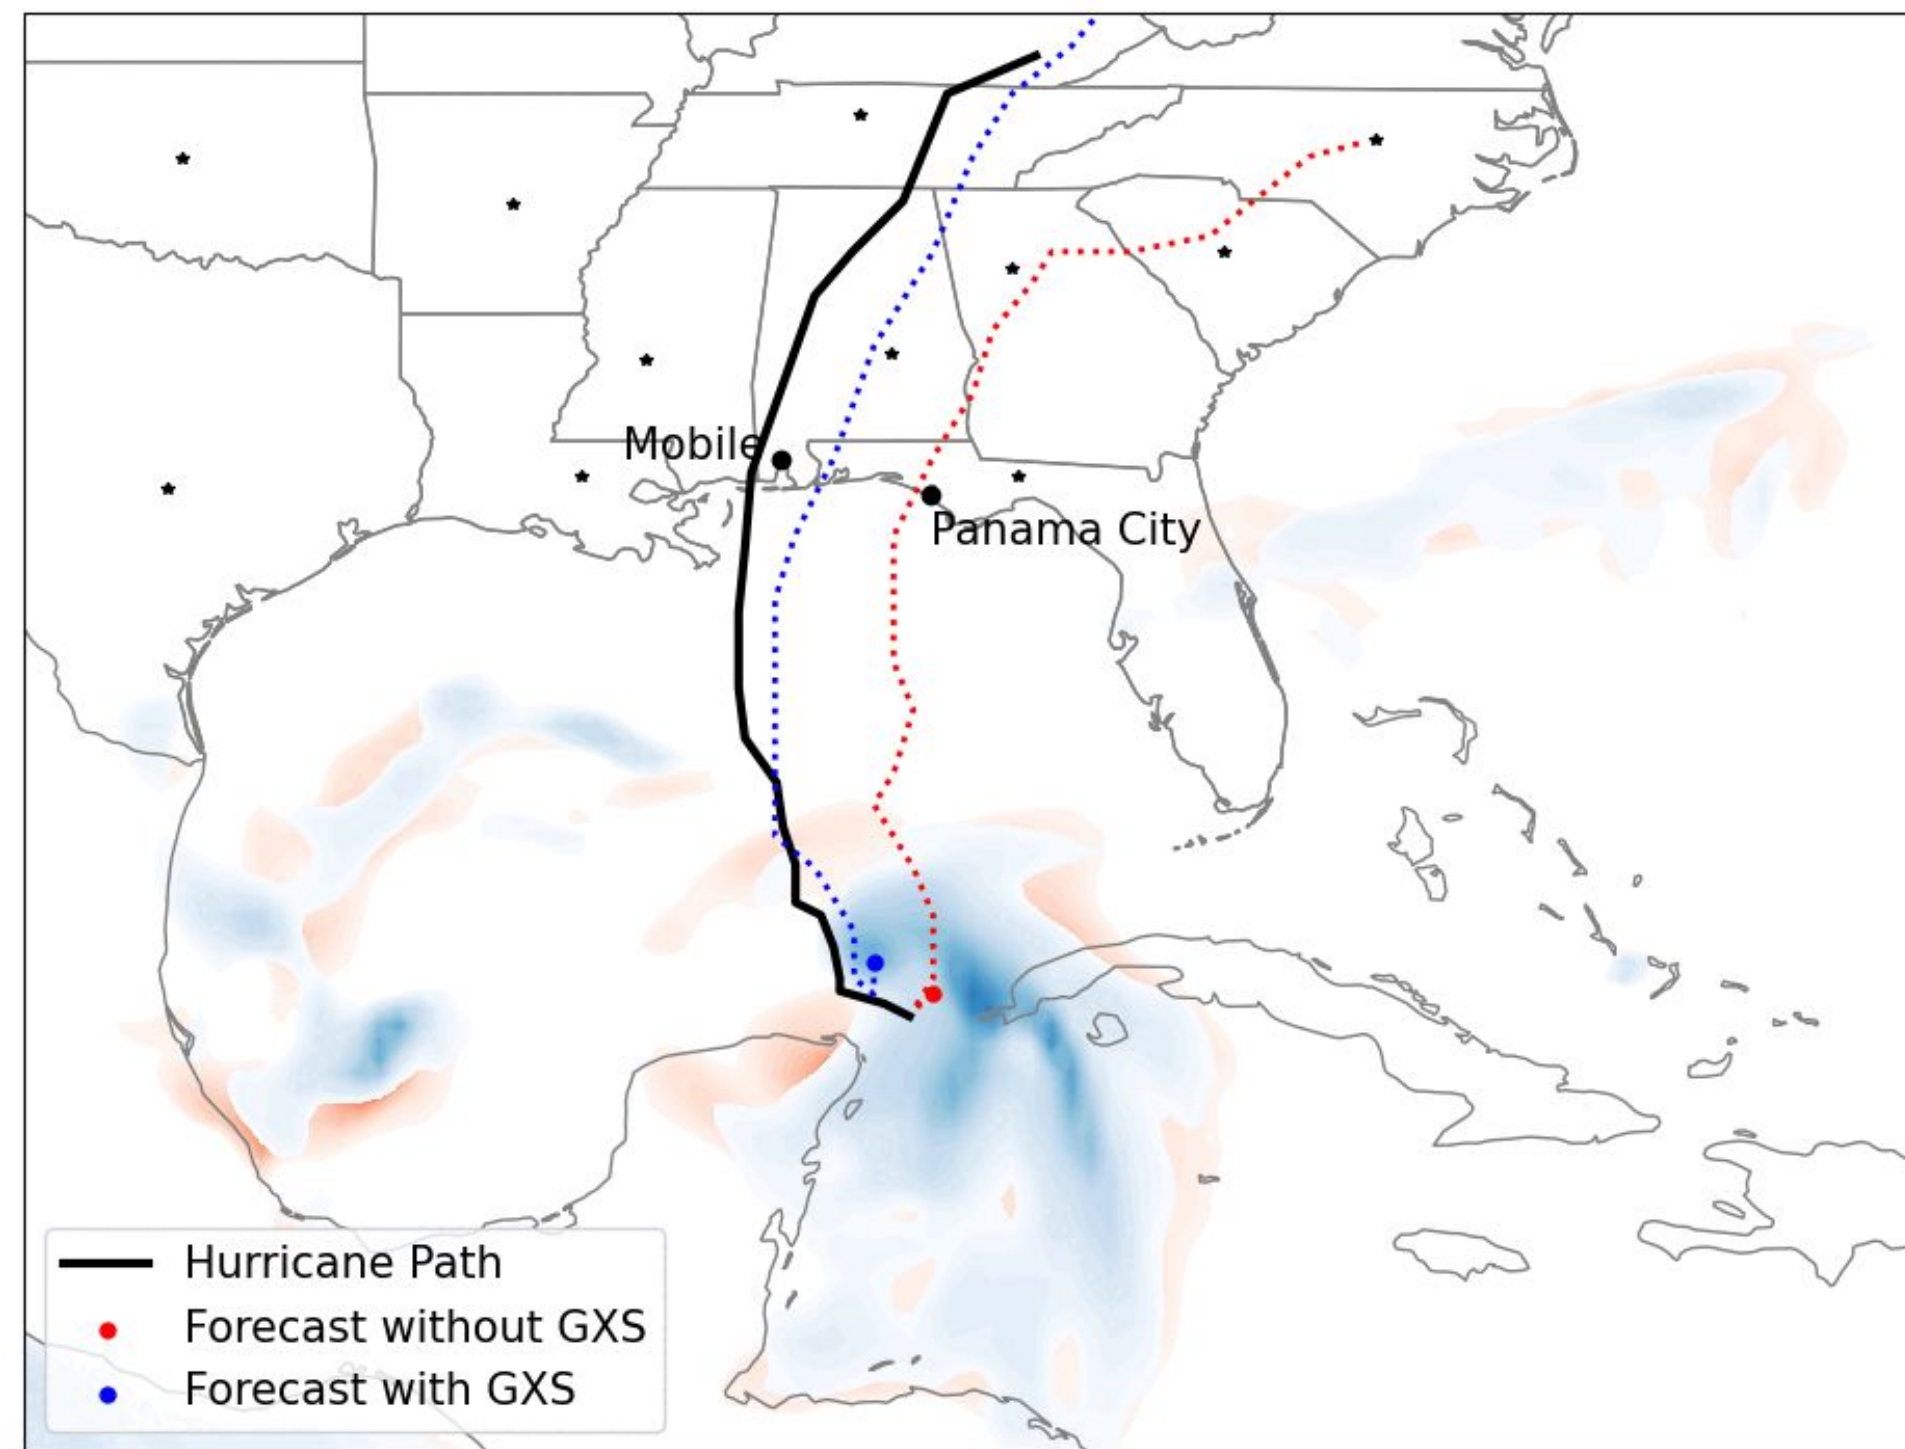 Mobile
Panama City
Hurricane Path
Forecast without GXS
Forecast with GXS